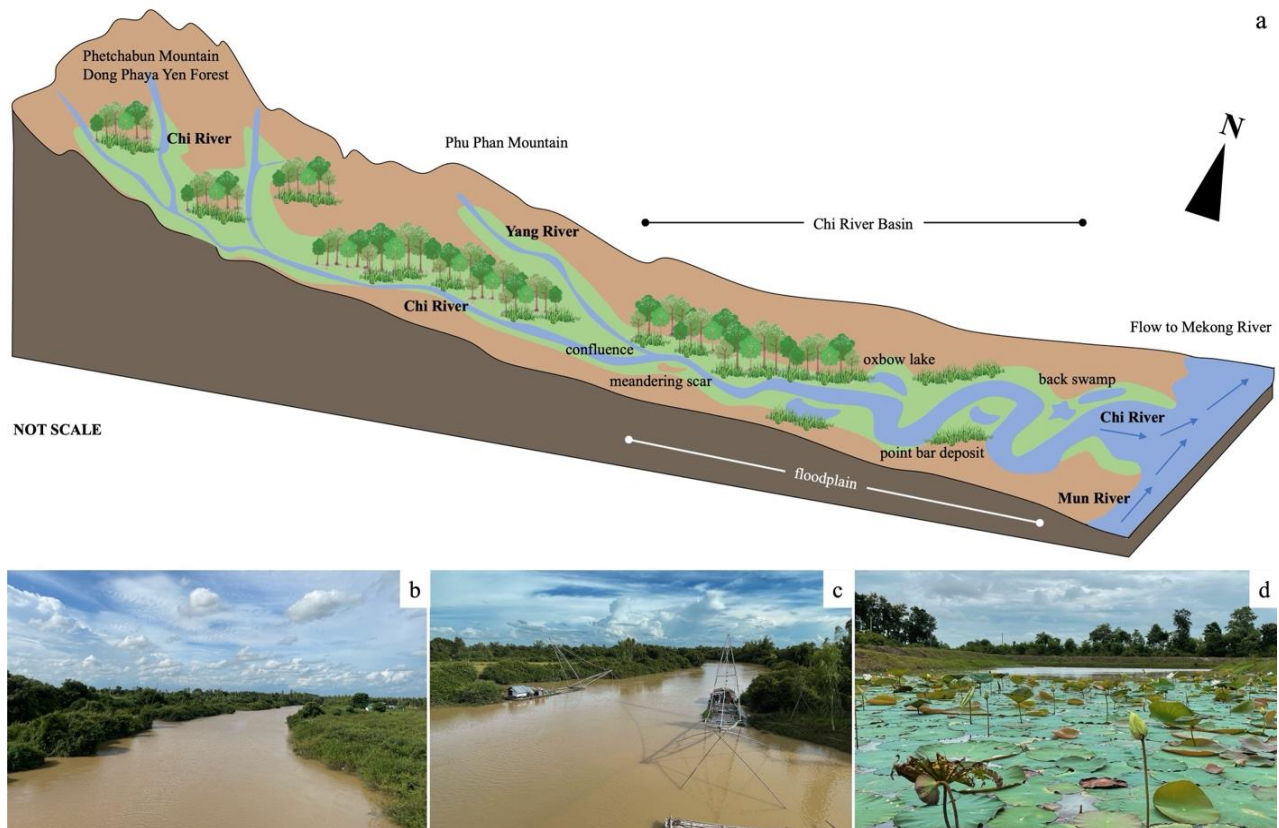 a
Phetchabun Mountain
Dong Phaya Yen Forest
Chi River
Phu Phan Mountain
N
Yang River
Chi River Basin
Chi River
Flow to Mekong River
confluence
oxbow lake
meandering scar
back swamp
Chi River
NOT SCALE
point bar deposit
floodplain
Mun River
b
c
d